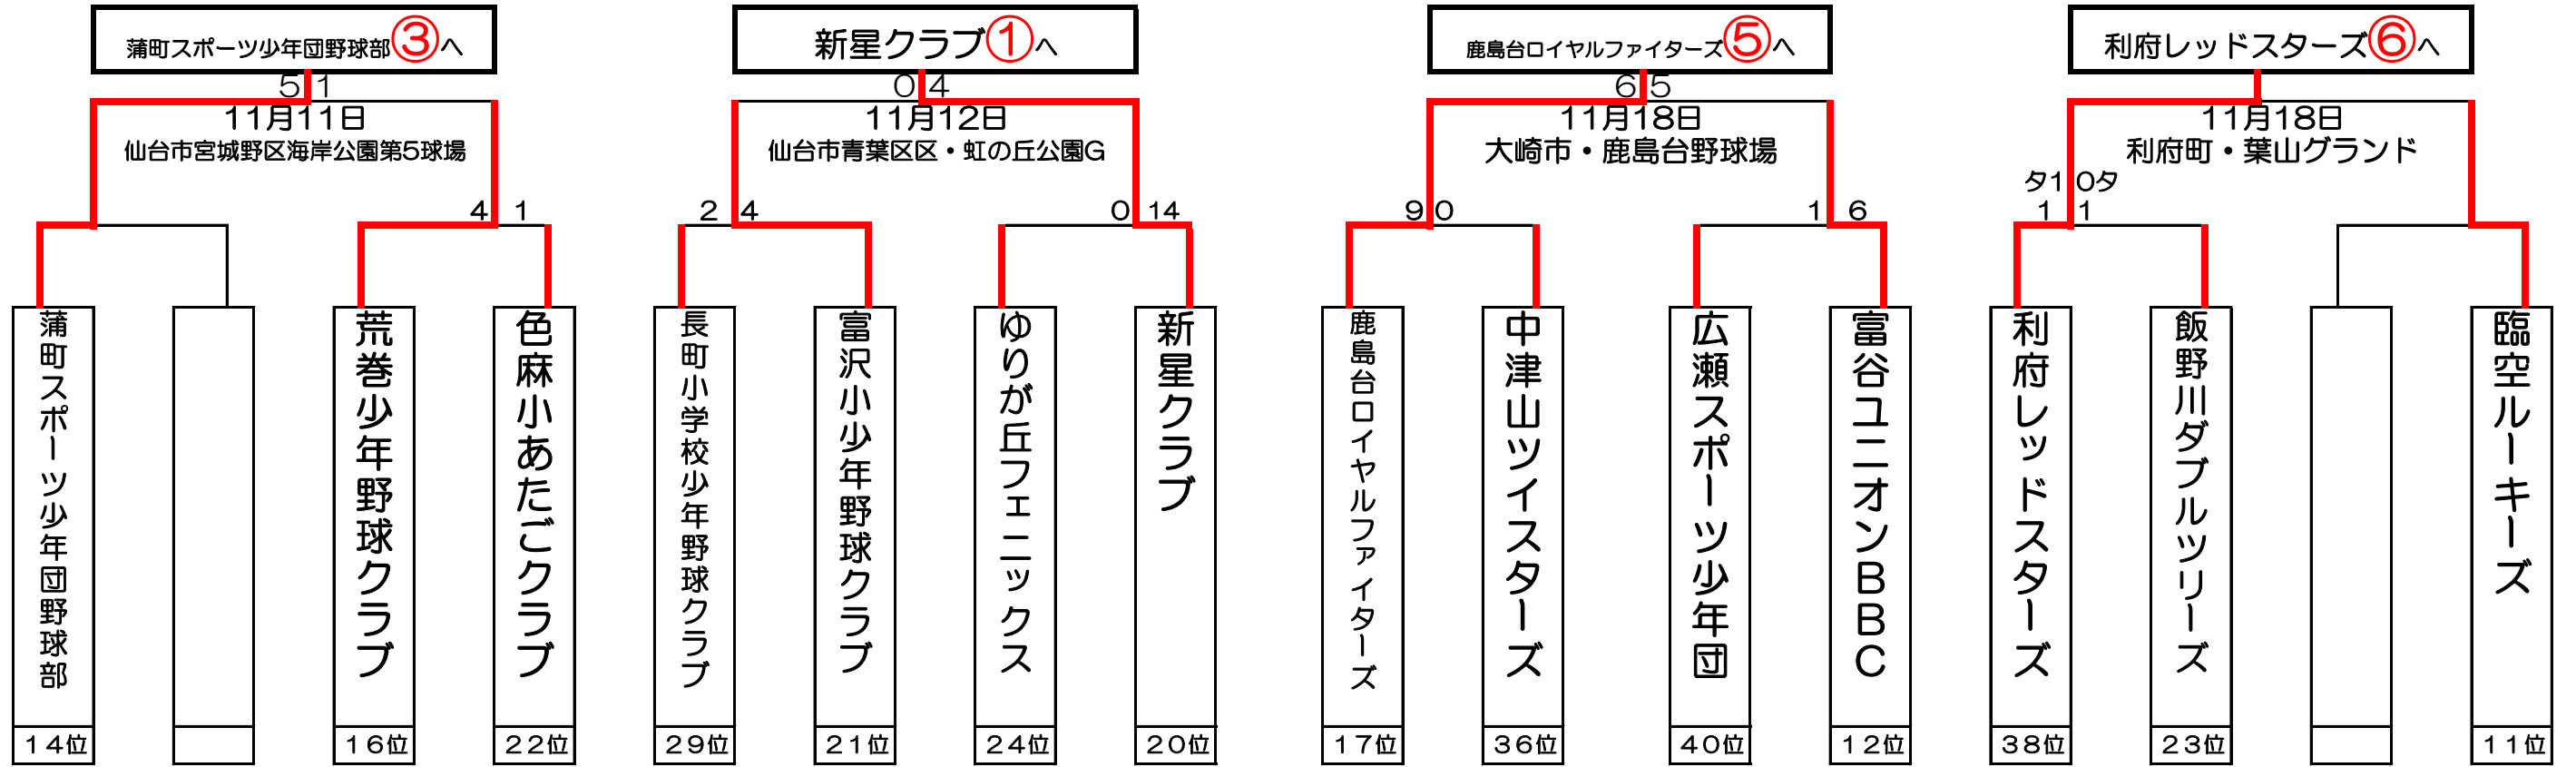 蒲町スポーツ少年団野球部③へ
5 1
11月11日
仙台市宮城野区海岸公園第5球場
4 1
蒲町スポーツ少年団野球部
14位
荒巻少年野球クラブ
16位
色麻小あたごクラブ
22位
新星クラブ①へ
0 4
11月12日
仙台市青葉区区・虹の丘公園G
2 4
0 14
長町小学校少年野球クラブ
29位
富沢小少年野球クラブ
21位
ゆりが丘フェニックス
24位
新星クラブ
20位
鹿島台ロイヤルファイターズ⑤へ
6 5
11月18日
大崎市・鹿島台野球場
9 0
1 6
鹿島台ロイヤルファイターズ
17位
中津山ツイスターズ
36位
広瀬スポーツ少年団
40位
富谷ユニオンBBC
12位
利府レッドスターズ⑥へ
11月18日
利府町・葉山グランド
タ1 0タ
1 1
利府レッドスターズ
38位
飯野川ダブルツリーズ
23位
臨空ルーキーズ
11位